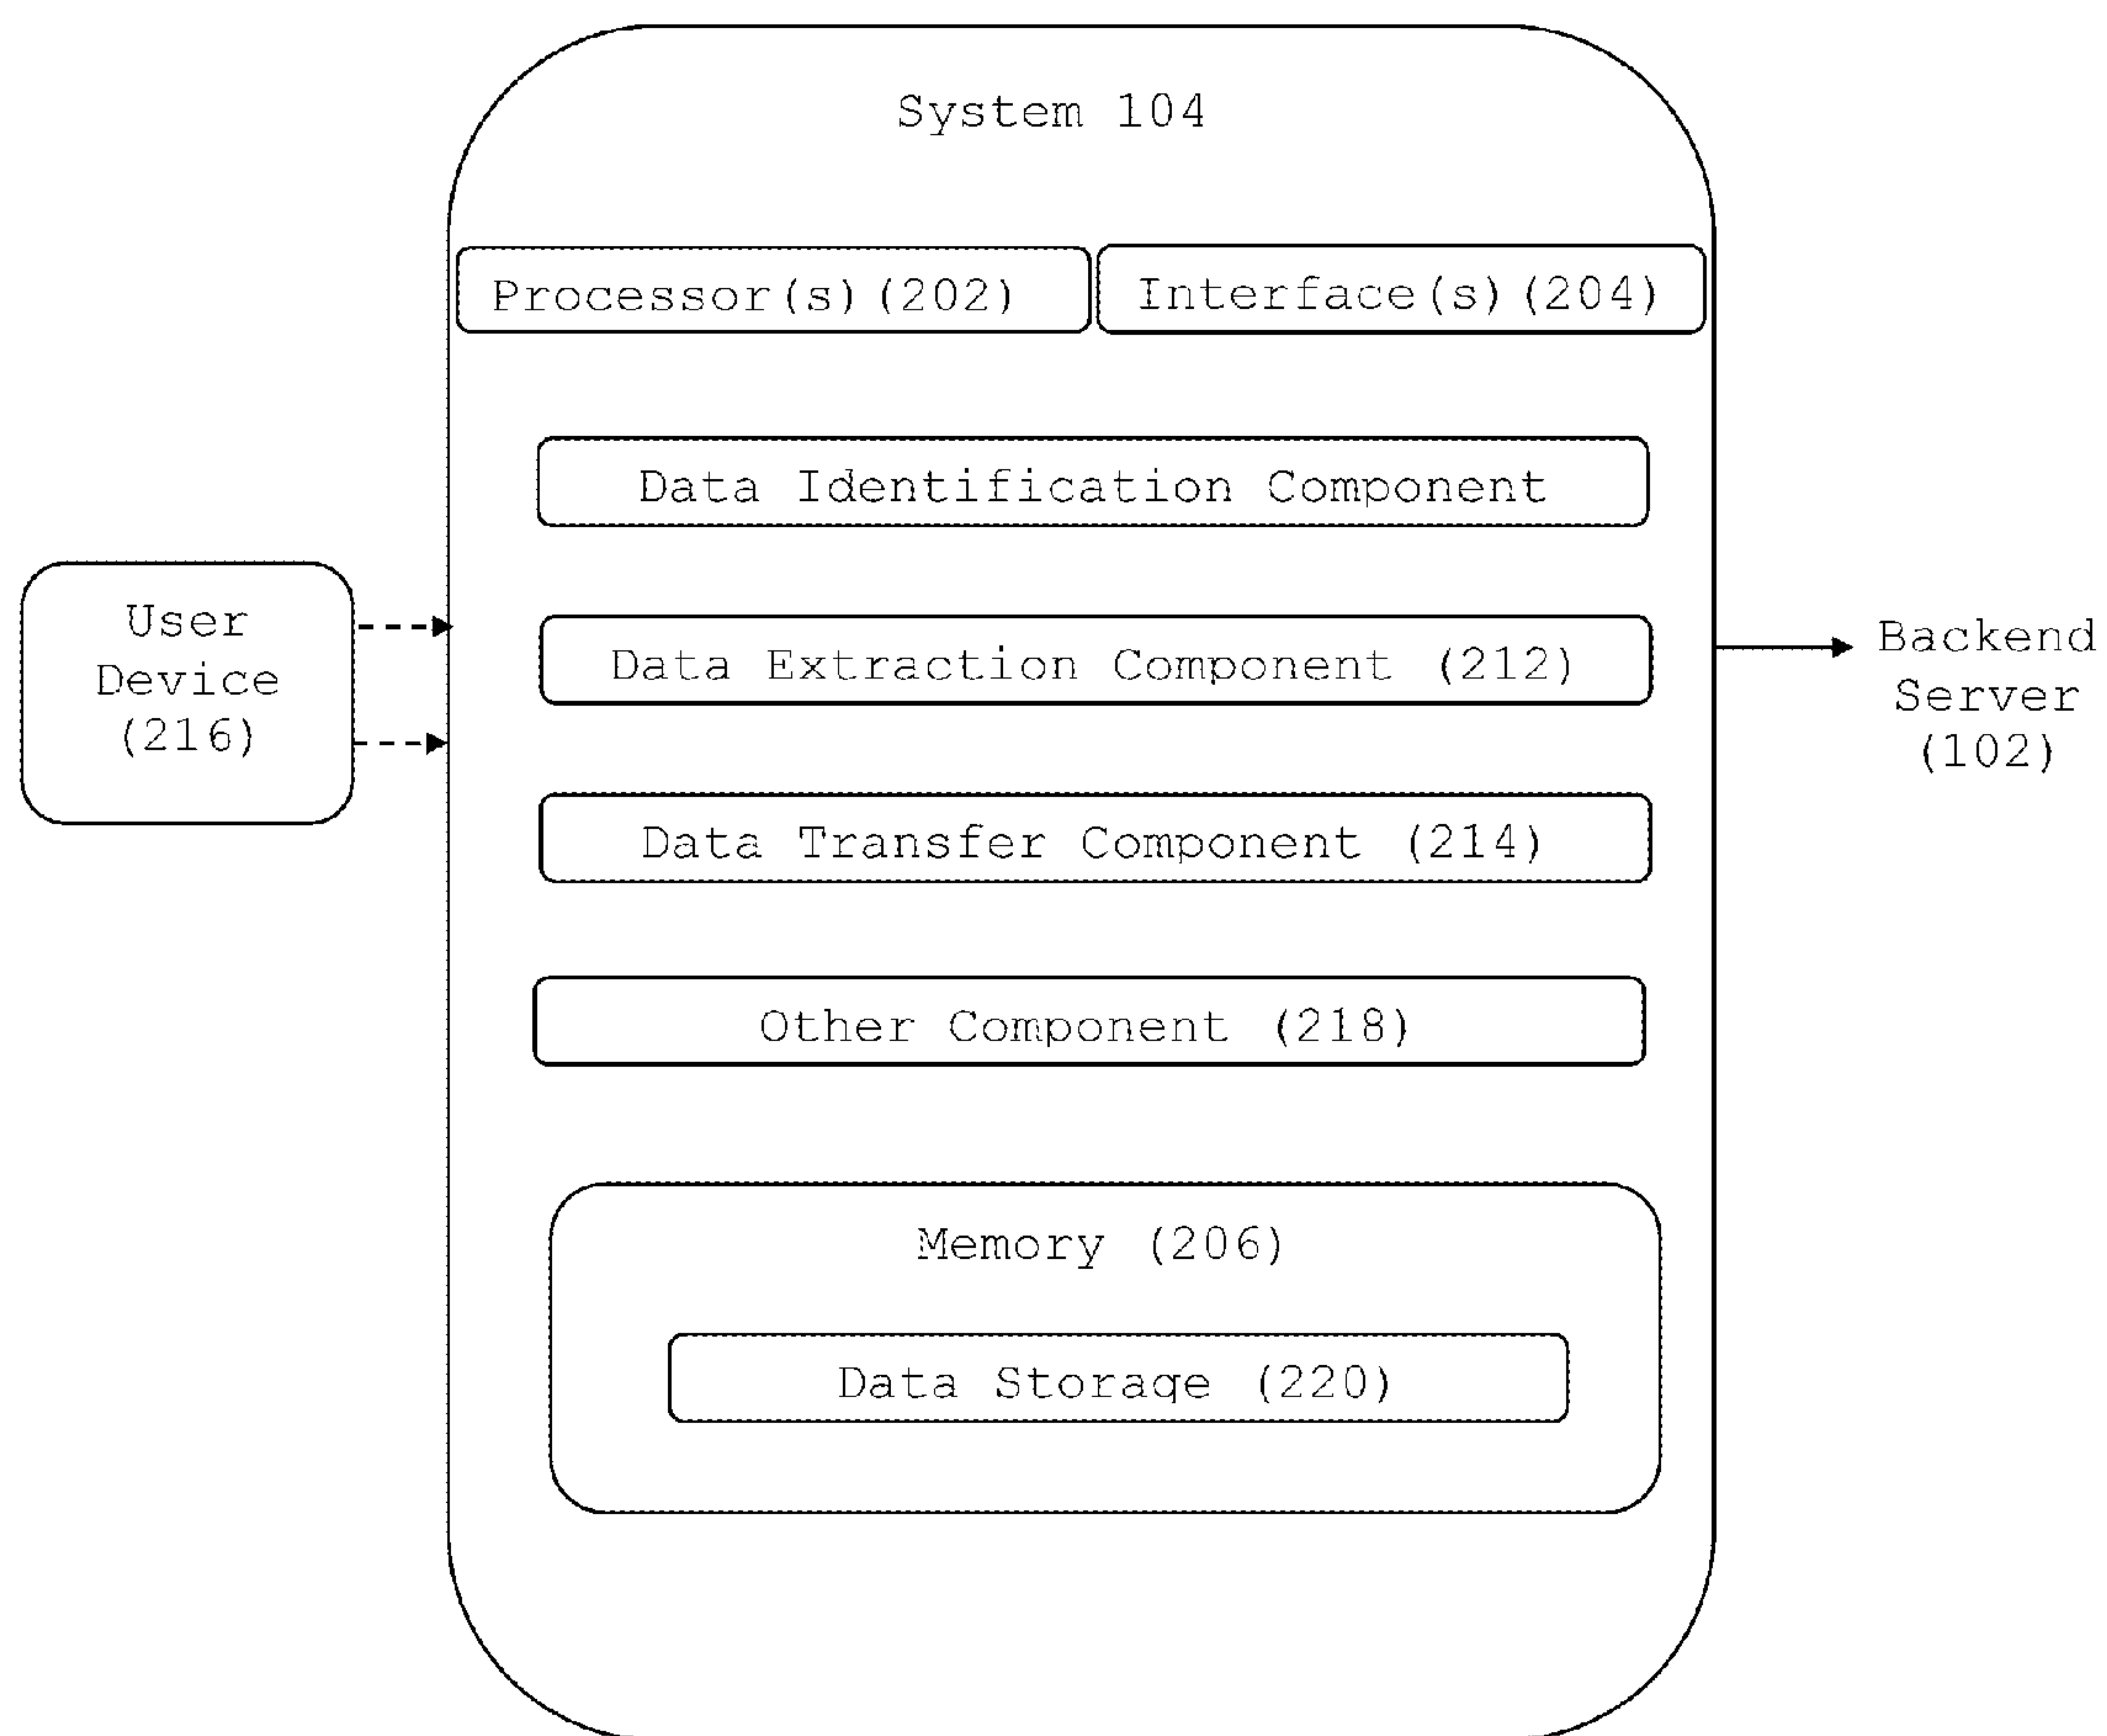 System 104
Processor(s)(202)
Interface(s)(204)
Data Identification Component
User
Device
(216)
Data Extraction Component (212)
Data Transfer Component (214)
Other Component (218)
Memory (206)
Data Storage (220)
Backend
Server
(102)